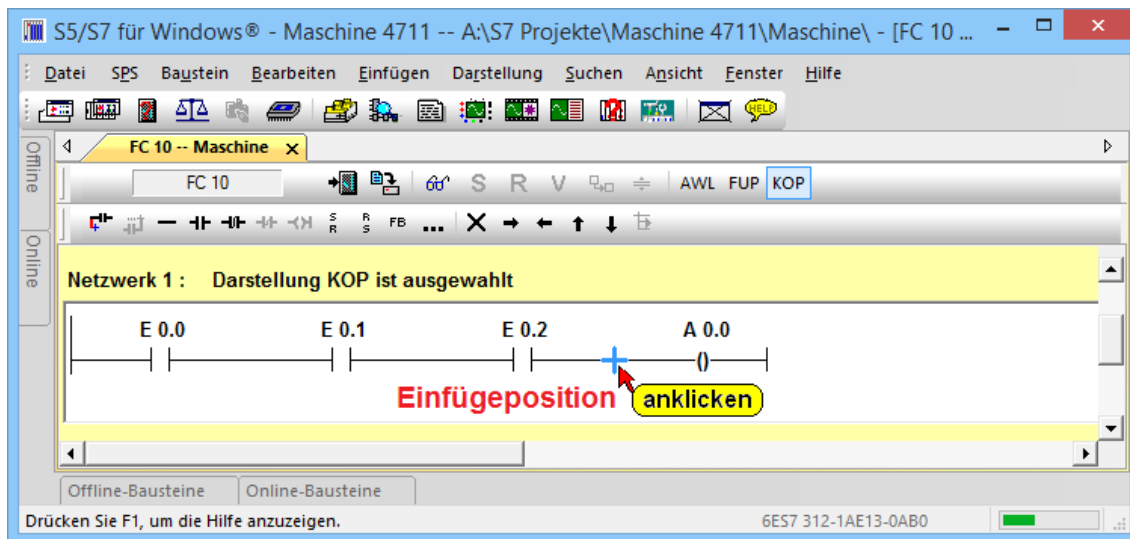 S5/S7 für Windows® - Maschine 4711 -- A:\S7 Projekte\Maschine 4711\Maschine\ - [FC 10 ...
Datei SPS Baustein Bearbeiten Einfügen Darstellung Suchen Ansicht Fenster Hilfe
HELP
Offline
Online
FC 10 -- Maschine x
FC 10 S R V AWL FUP KOP
S R R S FB ...
Netzwerk 1 : Darstellung KOP ist ausgewahlt
E 0.0 E 0.1 E 0.2 A 0.0
Einfügeposition anklicken
Offline-Bausteine Online-Bausteine
Drücken Sie F1, um die Hilfe anzuzeigen. 6ES7 312-1AE13-0AB0